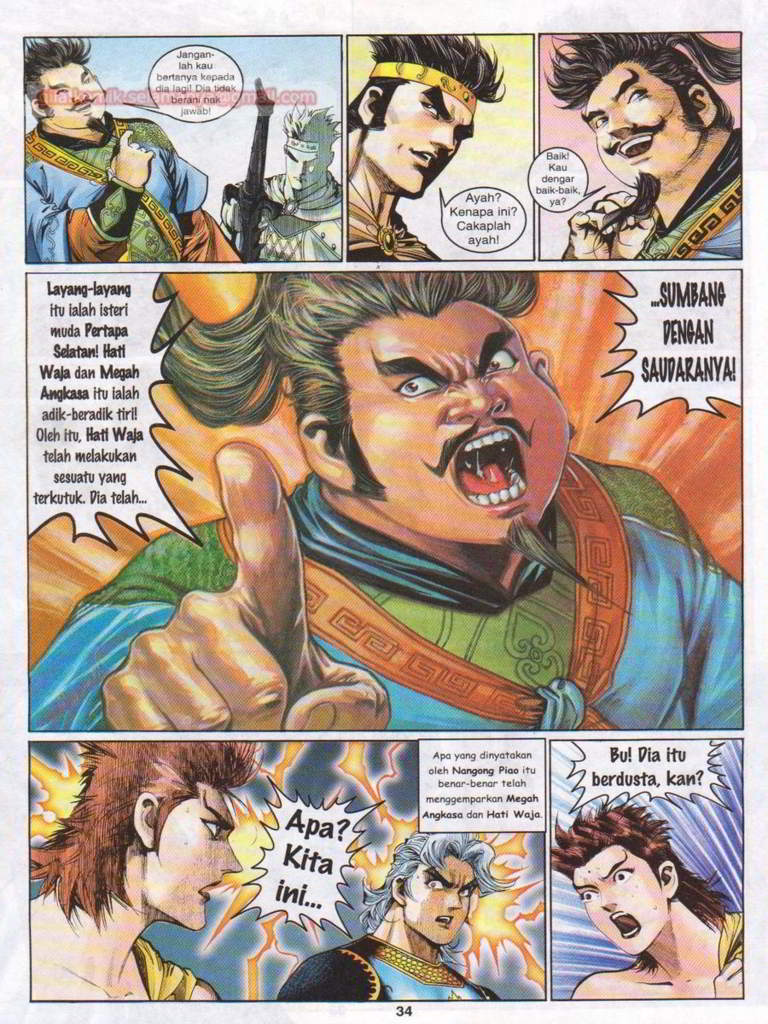 Jangan-
lah kau
bertanya kepada
dia lagi! Dia tidak
berani nak
jawab!
Ayah?
Kenapa ini?
Cakaplah
ayah!
Baik!
Kau
dengar
baik-baik,
ya?
Layang-layang
itu ialah isteri
muda Pertapa
Selatan! Hati
Waja dan Megah
Angkasa itu ialah
adik-beradik tiri!
Oleh itu, Hati Waja
telah melakukan
sesuatu yang
terkutuk. Dia telah...
...SUMBANG
DENGAN
SAUDARANYA!
Apa?
Kita
ini...
Apa yang dinyatakan
oleh Nangong Piao itu
benar-benar telah
menggemparkan Megah
Angkasa dan Hati Waja.
Bu! Dia itu
berdusta, kan?
34